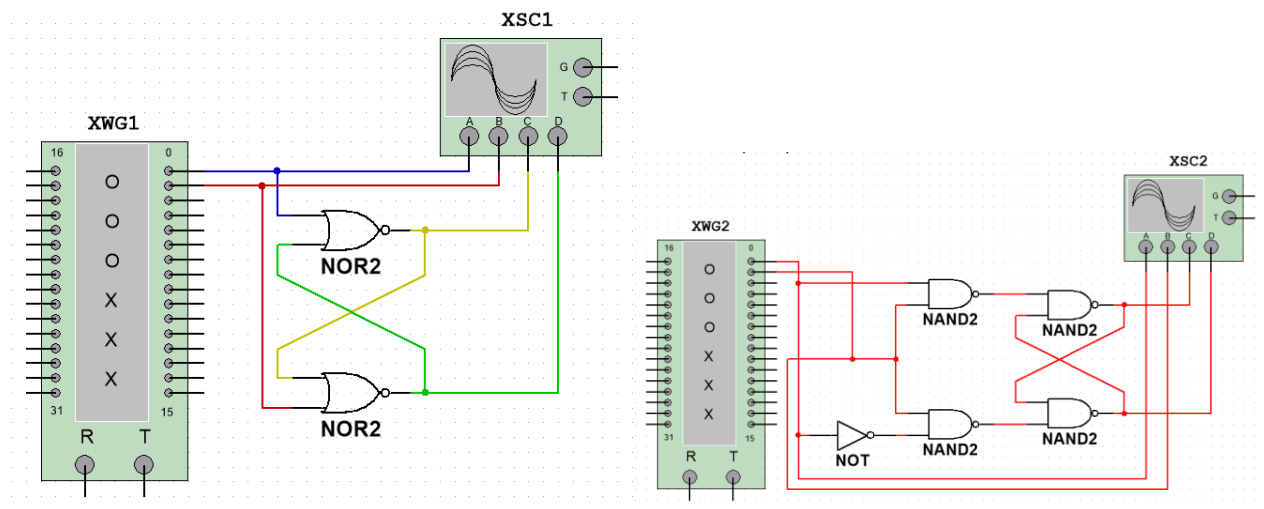 XSC1
G
T
A B C D
XWG1
16 0
O
O
O
X
X
X
31 15
R T
NOR2
NOR2
XSC2
G
T
A B C D
XWG2
16 0
O
O
O
X
X
X
31 15
R T
NAND2
NAND2
NOT
NAND2
NAND2